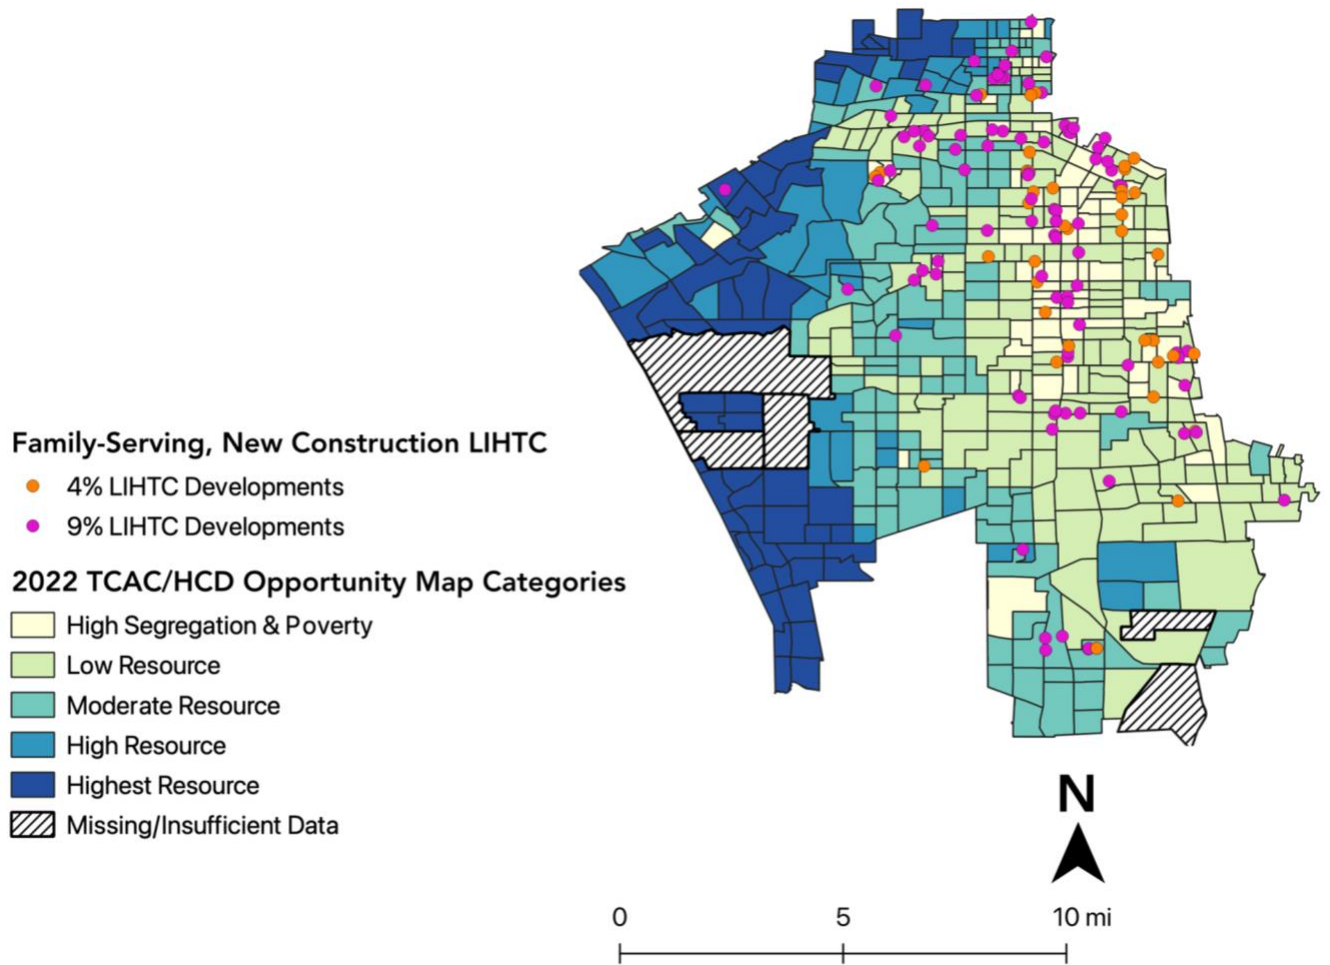 Family-Serving, New Construction LIHTC
4% LIHTC Developments
9% LIHTC Developments
2022 TCAC/HCD Opportunity Map Categories
High Segregation & Poverty
Low Resource
Moderate Resource
High Resource
Highest Resource
Missing/Insufficient Data
N
0 5 10 mi